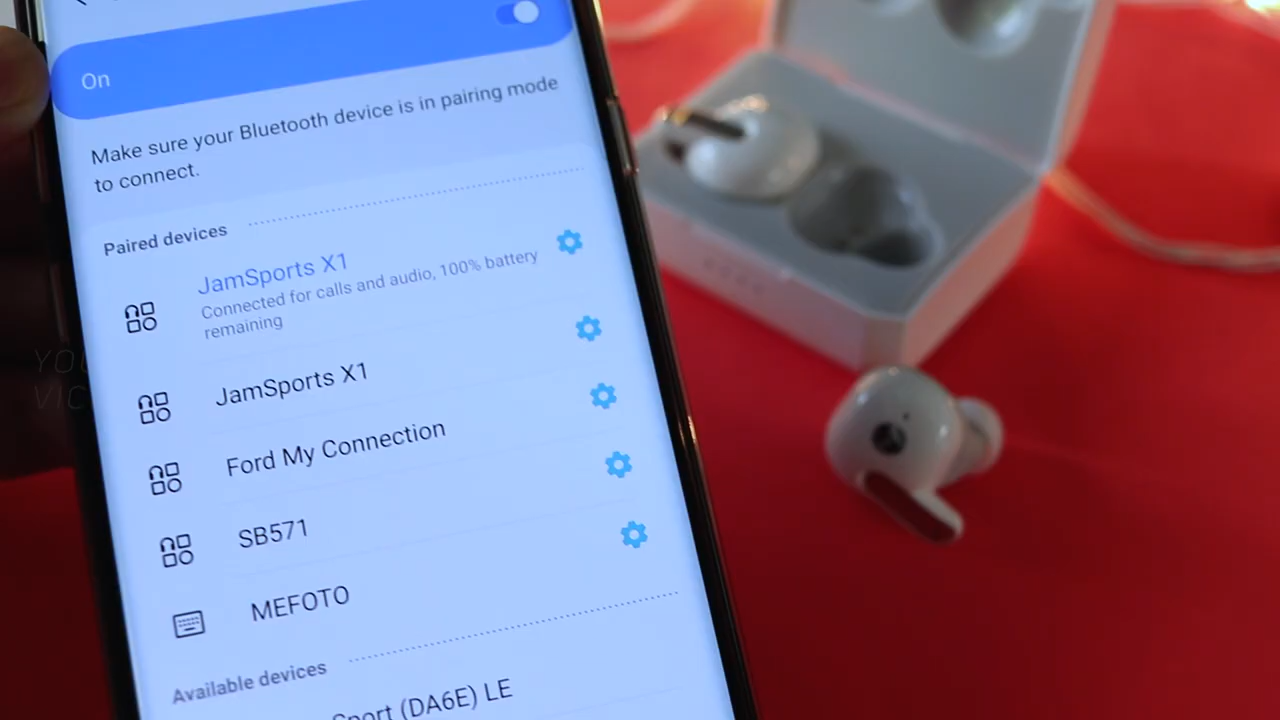 On
Make sure your Bluetooth device is in pairing mode
to connect.
Paired devices
JamSports X1
Connected for calls and audio, 100% battery
remaining
JamSports X1
Ford My Connection
SB571
MEFOTO
Available devices
Sport (DA6E) LE